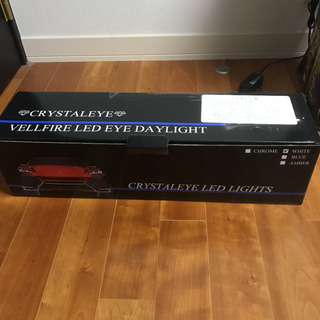 CRYSTALEYE
VELLFIRE LED EYE DAYLIGHT
CHROME WHITE
BLUE
AMBER
CRYSTALEYE LED LIGHTS